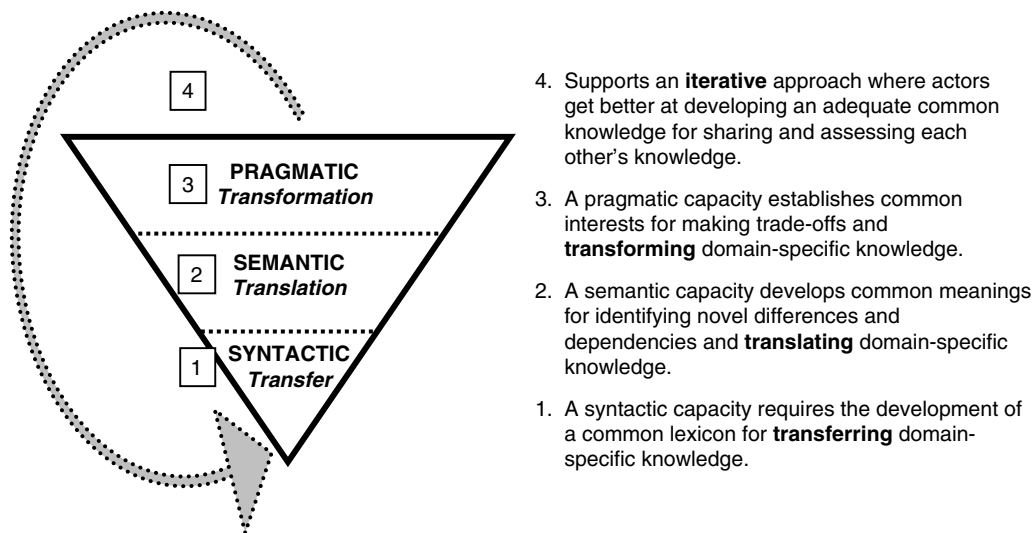 4
3
PRAGMATIC
Transformation
2
SEMANTIC
Translation
1
SYNTACTIC
Transfer
4. Supports an iterative approach where actors
get better at developing an adequate common
knowledge for sharing and assessing each
other's knowledge.
3. A pragmatic capacity establishes common
interests for making trade-offs and
transforming domain-specific knowledge.
2. A semantic capacity develops common meanings
for identifying novel differences and
dependencies and translating domain-specific
knowledge.
1. A syntactic capacity requires the development of
a common lexicon for transferring domain-
specific knowledge.